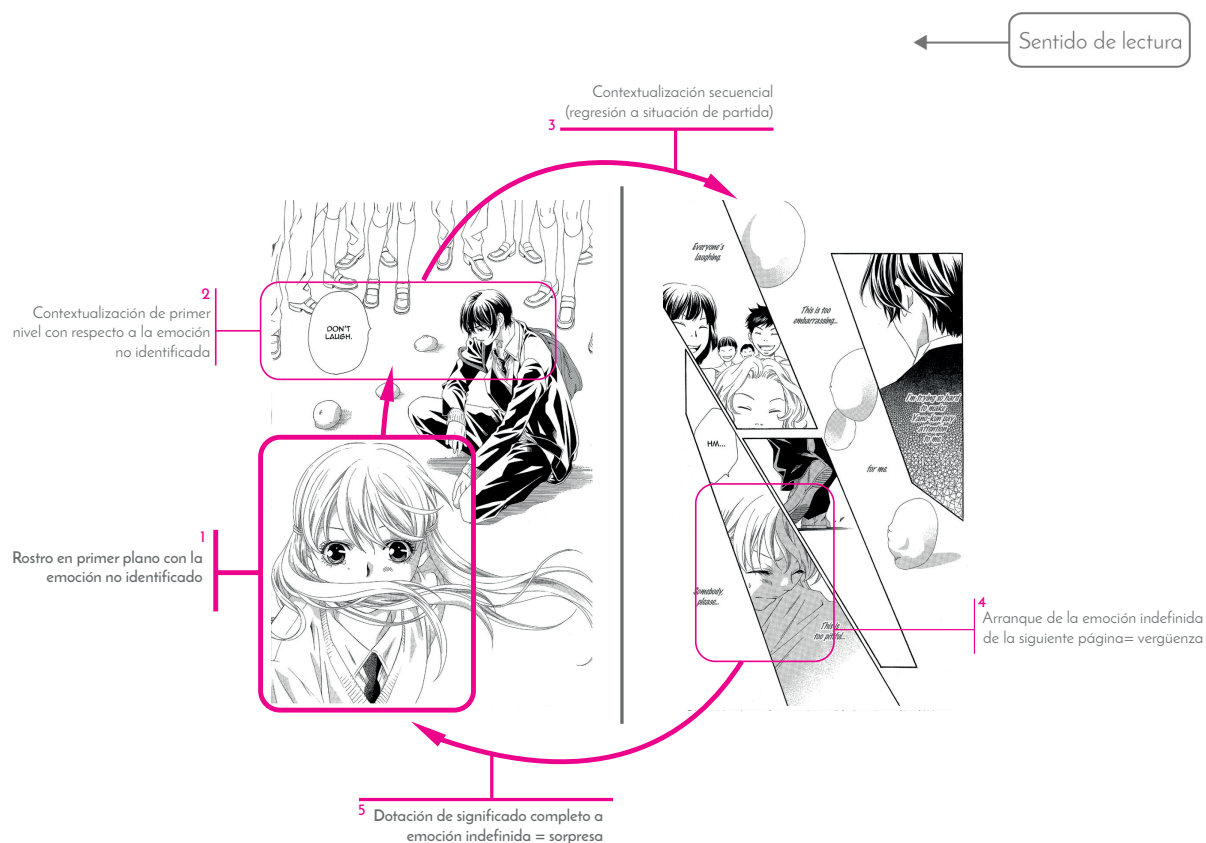 Sentido de lectura
Contextualización secuencial
(regresión a situación de partida)
3
2
Contextualización de primer
nivel con respecto a la emoción
no identificada
DON'T
LAUGH.
1
Rostro en primer plano con la
emoción no identificado
Everyone's
laughing.
This is too
embarrassing...
I'm trying so hard
to make
Yano-kun pay
attention
to me...
for me.
HM...
Somebody,
please...
This is
too pitiful...
4
Arranque de la emoción indefinida
de la siguiente página= vergüenza
5
Dotación de significado completo a
emoción indefinida = sorpresa